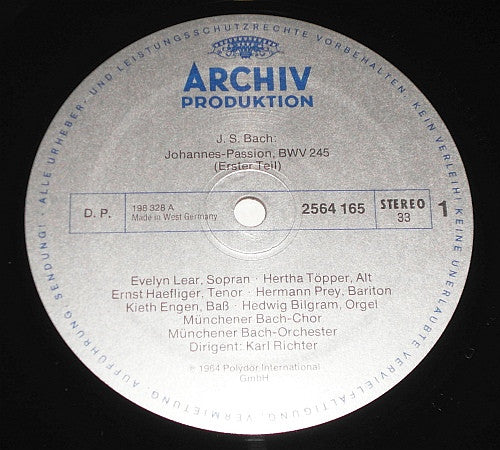 ALLE URHEBER- UND LEISTUNGSSCHUTZRECHTE VORBEHALTEN · KEIN VERLEIH! KEINE UNERLAUBTE VERVIELFÄLTIGUNG, VERMIETUNG, AUFFÜHRUNG, SENDUNG! ·
ARCHIV
PRODUKTION
J. S. Bach:
Johannes-Passion, BWV 245
(Erster Teil)
D. P.
198 328 A
Made in West Germany
2564 165
STEREO
33
1
Evelyn Lear, Sopran · Hertha Töpper, Alt
Ernst Haefliger, Tenor · Hermann Prey, Bariton
Kieth Engen, Baß · Hedwig Bilgram, Orgel
Münchener Bach-Chor
Münchener Bach-Orchester
Dirigent: Karl Richter
℗ 1964 Polydor International
GmbH